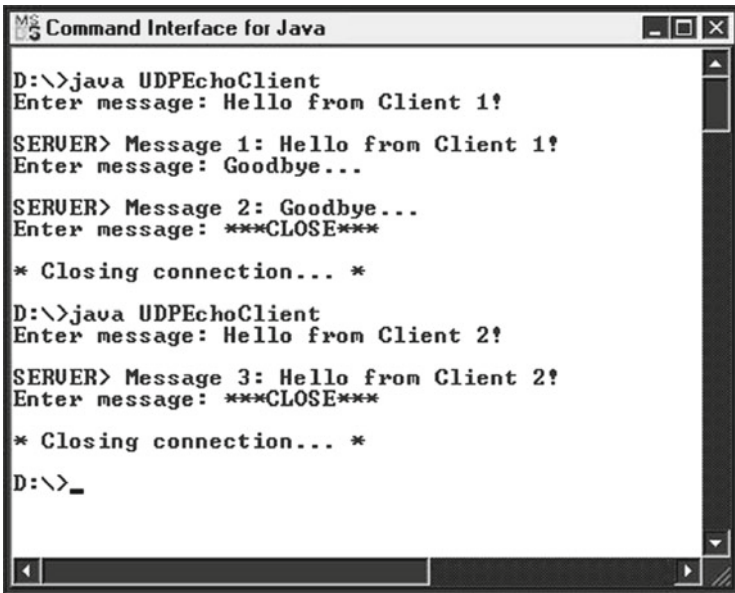 Command Interface for Java
D:\>java UDPEchoClient
Enter message: Hello from Client 1!
SERVER> Message 1: Hello from Client 1!
Enter message: Goodbye...
SERVER> Message 2: Goodbye...
Enter message: ***CLOSE***
* Closing connection... *
D:\>java UDPEchoClient
Enter message: Hello from Client 2!
SERVER> Message 3: Hello from Client 2!
Enter message: ***CLOSE***
* Closing connection... *
D:\>_